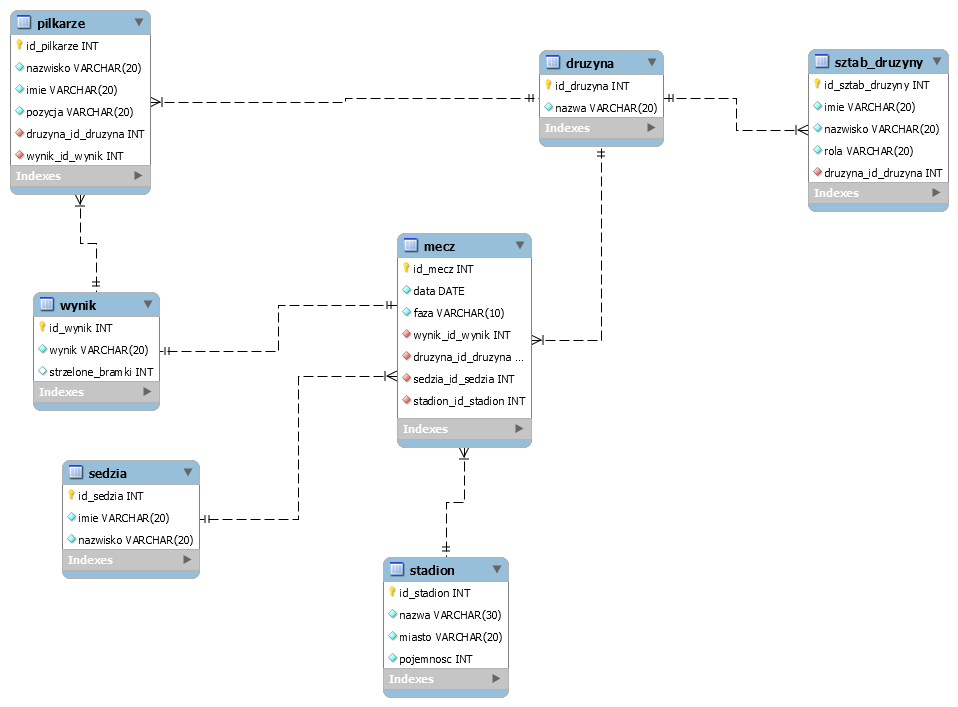 pilkarze
id_pilkarze INT
nazwisko VARCHAR(20)
imie VARCHAR(20)
pozycja VARCHAR(20)
druzyna_id_druzyna INT
wynik_id_wynik INT
Indexes
druzyna
id_druzyna INT
nazwa VARCHAR(20)
Indexes
sztab_druzyny
id_sztab_druzyny INT
imie VARCHAR(20)
nazwisko VARCHAR(20)
rola VARCHAR(20)
druzyna_id_druzyna INT
Indexes
mecz
id_mecz INT
data DATE
faza VARCHAR(10)
wynik_id_wynik INT
druzyna_id_druzyna ...
sedzia_id_sedzia INT
stadion_id_stadion INT
Indexes
wynik
id_wynik INT
wynik VARCHAR(20)
strzelone_bramki INT
Indexes
sedzia
id_sedzia INT
imie VARCHAR(20)
nazwisko VARCHAR(20)
Indexes
stadion
id_stadion INT
nazwa VARCHAR(30)
miasto VARCHAR(20)
pojemnosc INT
Indexes